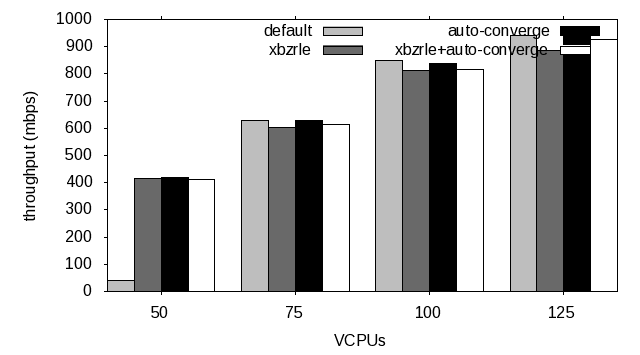 1000
900
800
700
600
500
400
300
200
100
0
throughput (mbps)
default
xbzrle
auto-converge
xbzrle+auto-converge
50 75 100 125
VCPUs